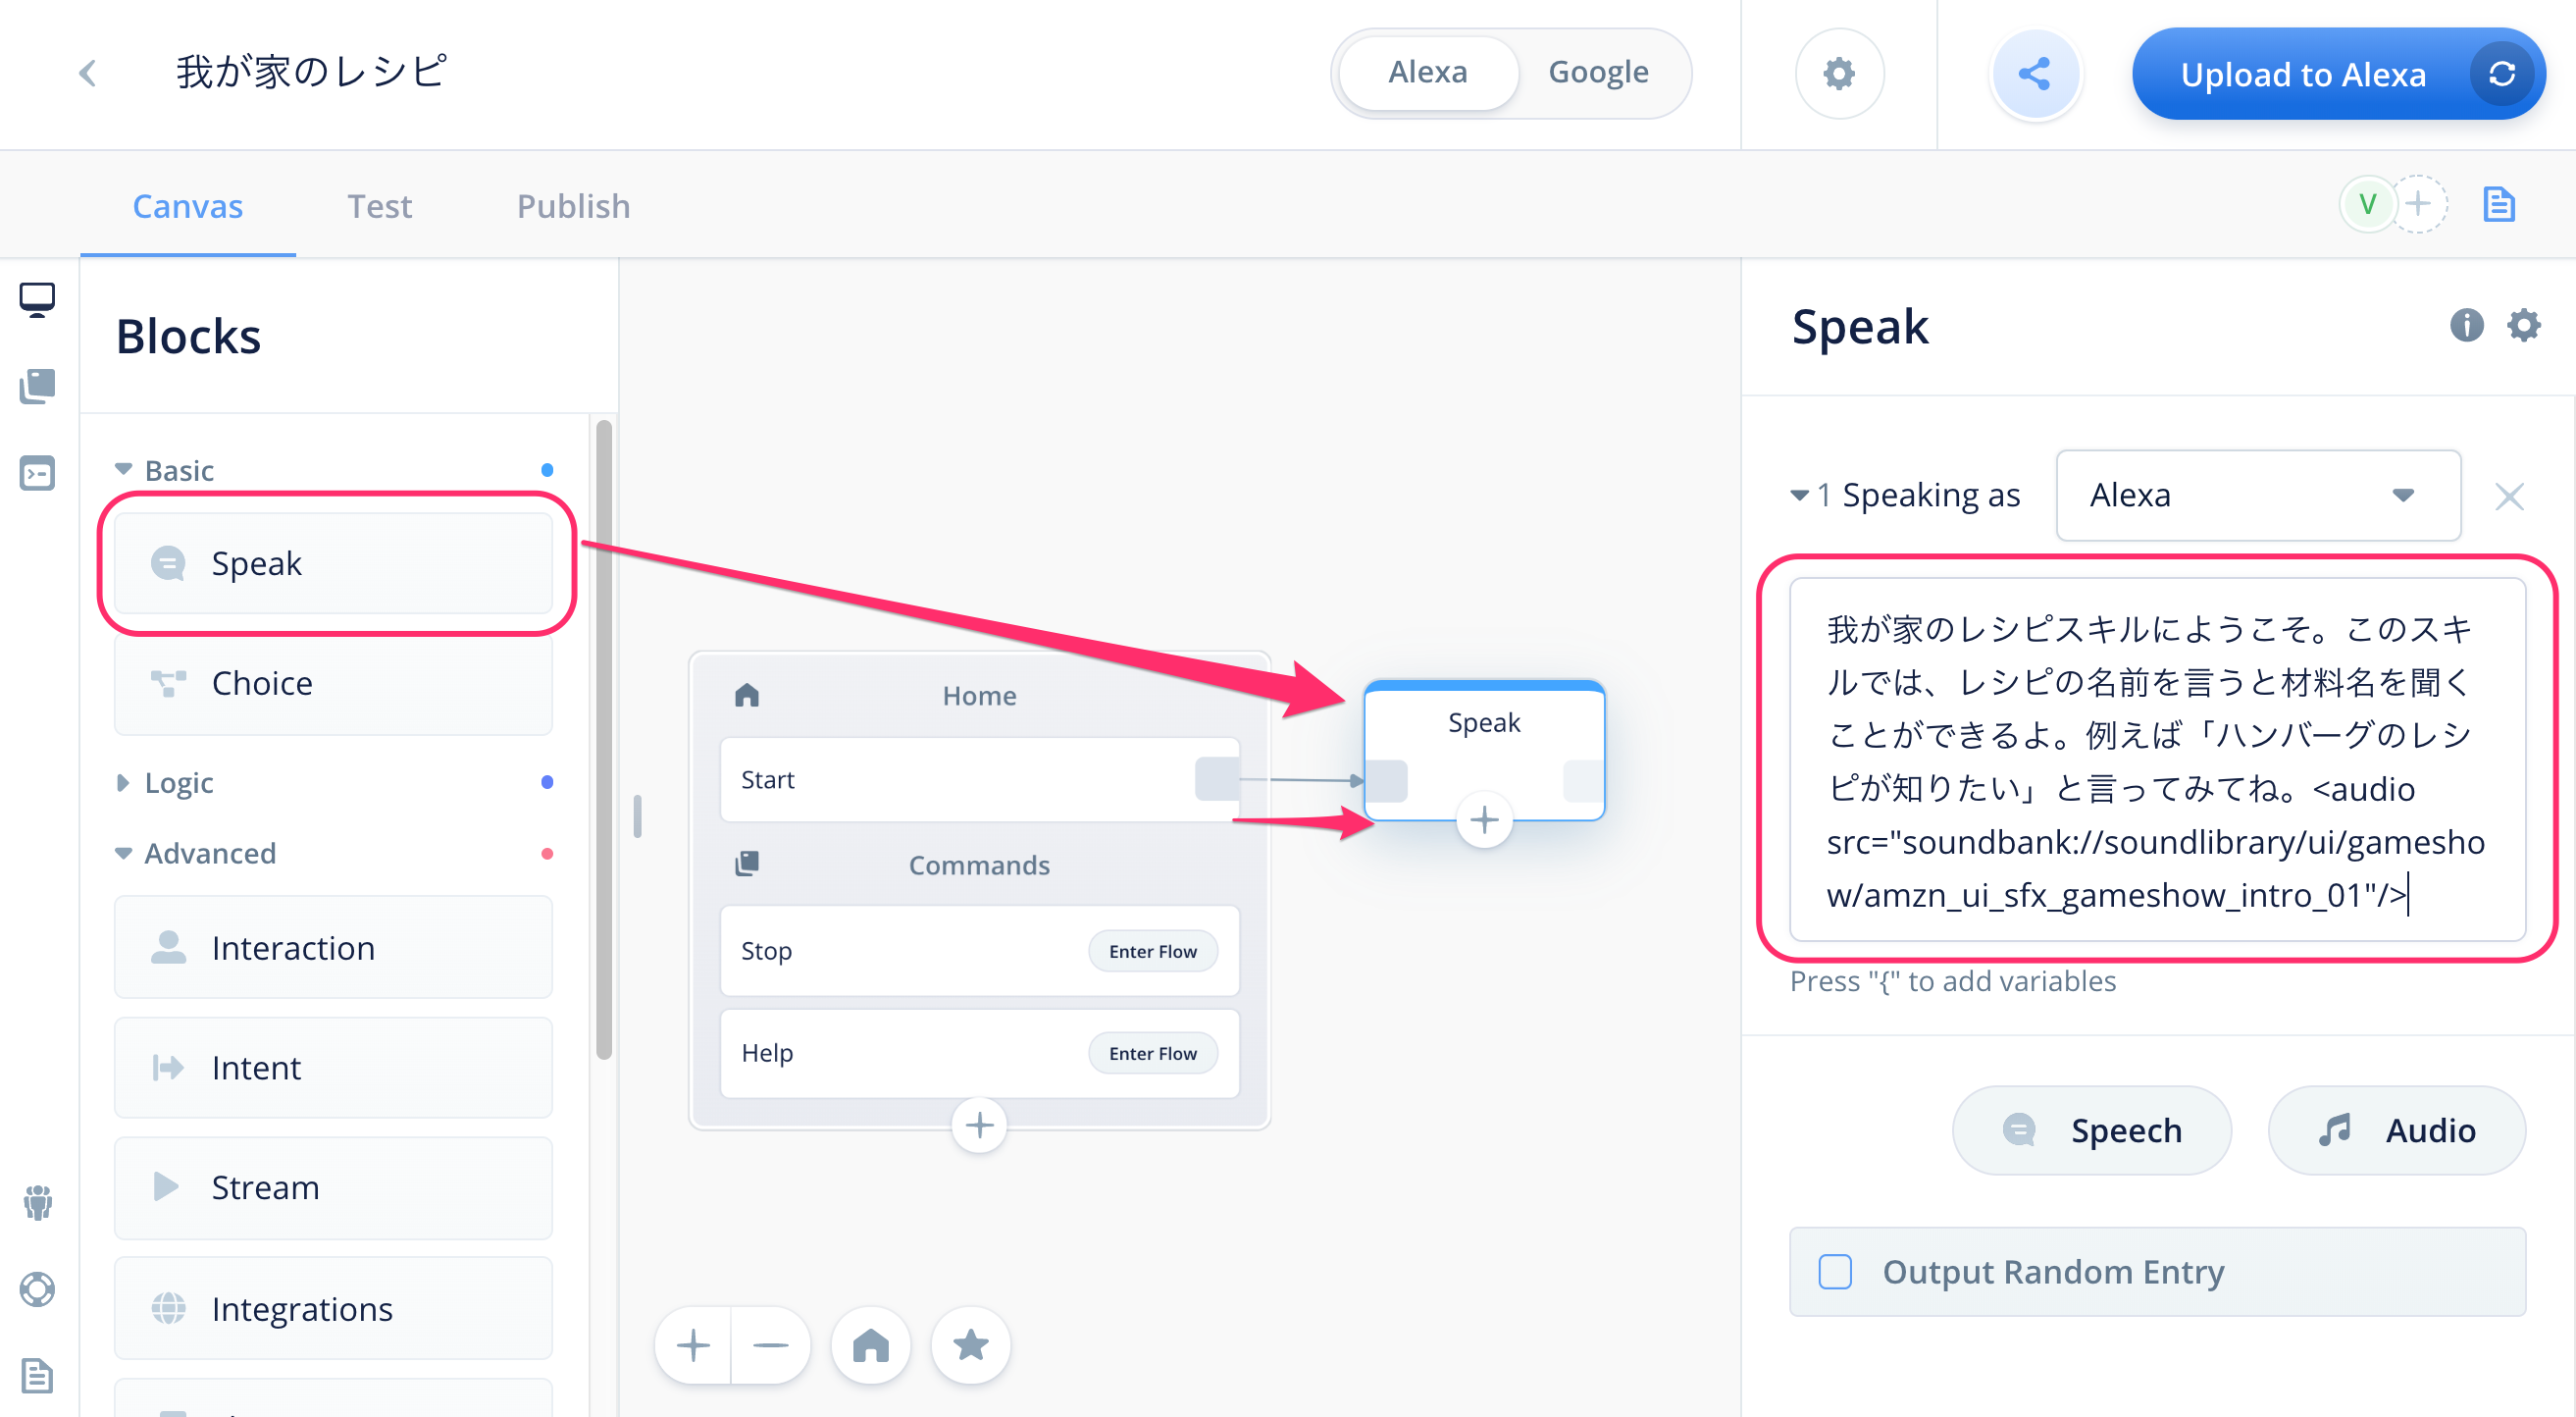 我が家のレシピ
Alexa
Google
Upload to Alexa
Canvas
Test
Publish
V
Blocks
Basic
Speak
Choice
Logic
Advanced
Interaction
Intent
Stream
Integrations
Home
Start
Commands
Stop
Enter Flow
Help
Enter Flow
Speak
Speak
1 Speaking as
Alexa
我が家のレシピスキルにようこそ。このスキ
ルでは、レシピの名前を言うと材料名を聞く
ことができるよ。例えば「ハンバーグのレシ
ピが知りたい」と言ってみてね。<audio
src="soundbank://soundlibrary/ui/gamesho
w/amzn_ui_sfx_gameshow_intro_01"/>
Press "{" to add variables
Speech
Audio
Output Random Entry